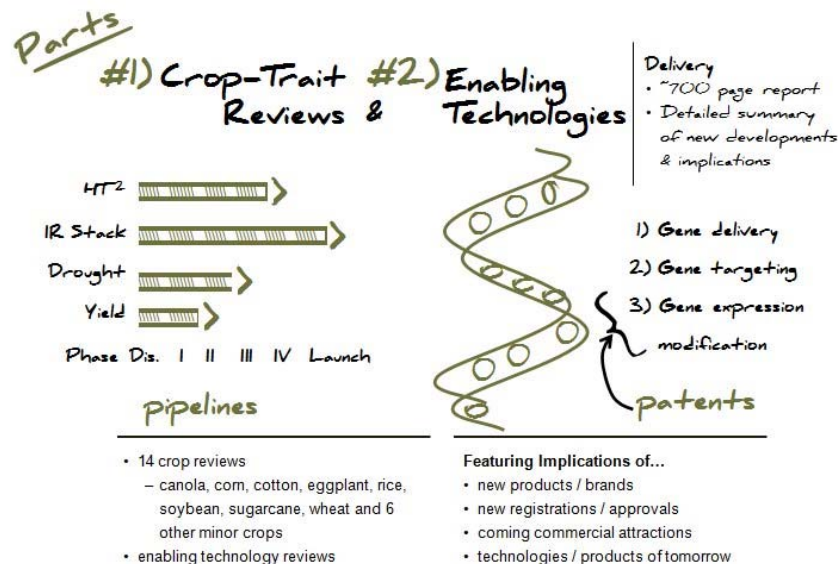 Parts
#1) Crop-Trait #2) Enabling
Reviews & Technologies
Delivery
• ~700 page report
• Detailed summary
of new developments
& implications
HT2
IR Stack
Drought
Yield
Phase Dis. I II III IV Launch
pipelines
1) Gene delivery
2) Gene targeting
3) Gene expression
modification
patents
• 14 crop reviews
– canola, corn, cotton, eggplant, rice,
soybean, sugarcane, wheat and 6
other minor crops
• enabling technology reviews
Featuring Implications of...
• new products / brands
• new registrations / approvals
• coming commercial attractions
• technologies / products of tomorrow